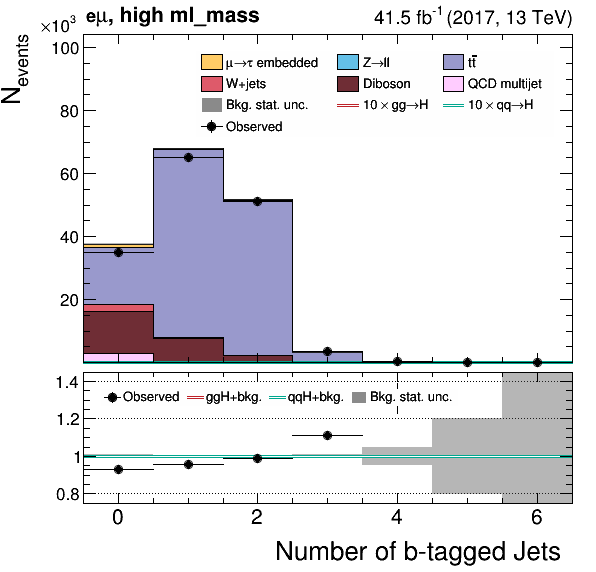 eμ, high ml_mass
41.5 fb⁻¹ (2017, 13 TeV)
×10³
N_events
100
80
60
40
20
μ→τ embedded
Z→ll
tt̄
W+jets
Diboson
QCD multijet
Bkg. stat. unc.
10 × gg→H
10 × qq→H
Observed
1.4
1.2
1
0.8
Observed
ggH+bkg.
qqH+bkg.
Bkg. stat. unc.
0
2
4
6
Number of b-tagged Jets